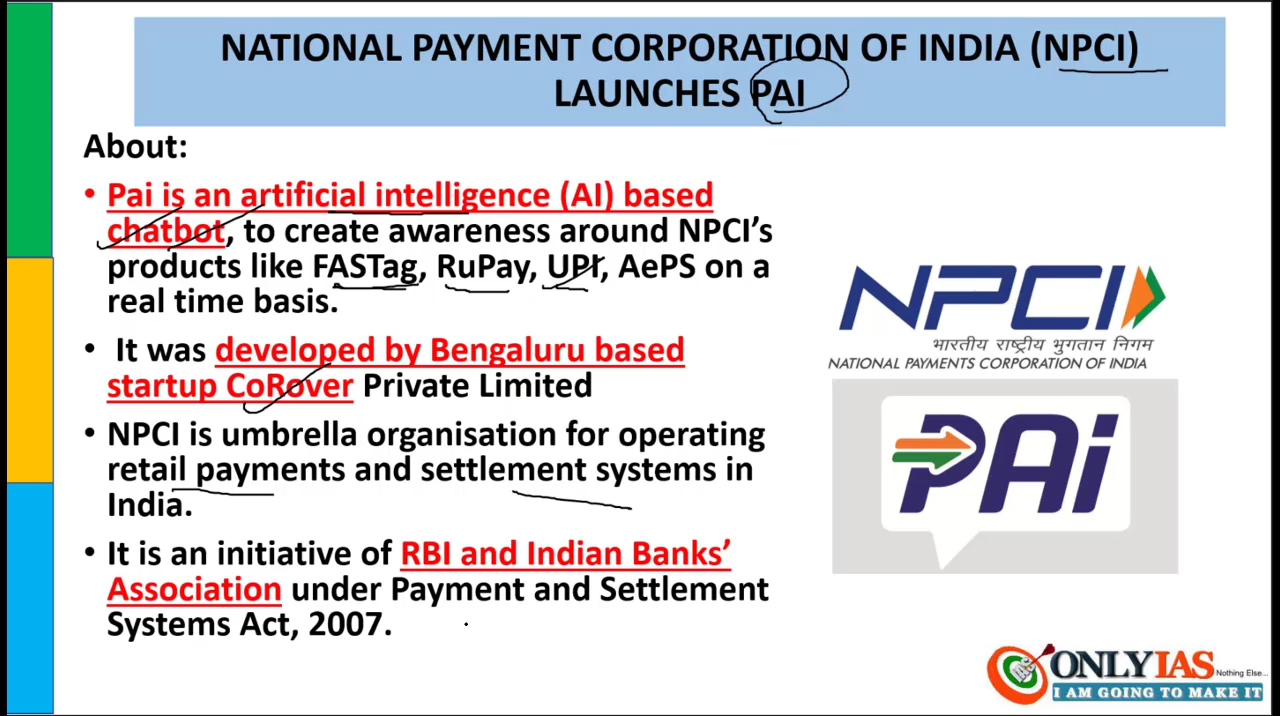 NATIONAL PAYMENT CORPORATION OF INDIA (NPCI)
LAUNCHES PAI
About:
• Pai is an artificial intelligence (AI) based
chatbot, to create awareness around NPCI's
products like FASTag, RuPay, UPI, AePS on a
real time basis.
• It was developed by Bengaluru based
startup CoRover Private Limited
• NPCI is umbrella organisation for operating
retail payments and settlement systems in
India.
• It is an initiative of RBI and Indian Banks'
Association under Payment and Settlement
Systems Act, 2007.
NPCI
भारतीय राष्ट्रीय भुगतान निगम
NATIONAL PAYMENTS CORPORATION OF INDIA
PAi
ONLYIAS Nothing Else...
I AM GOING TO MAKE IT